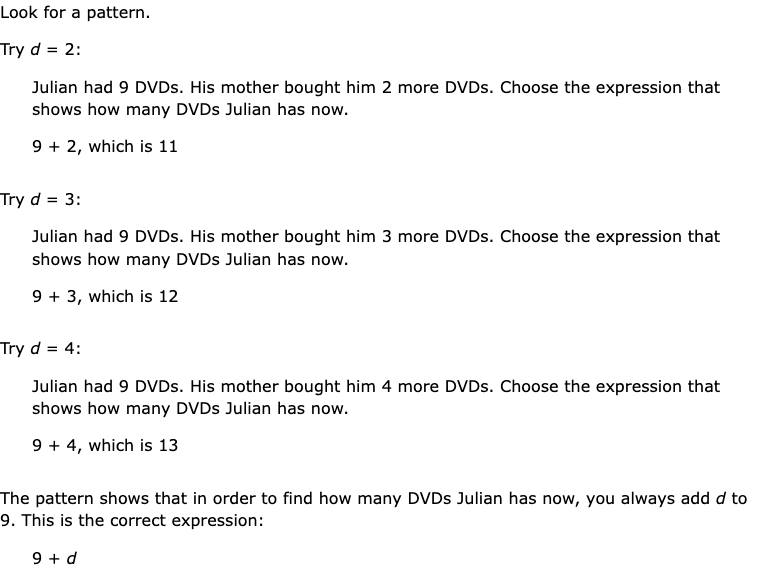 Look for a pattern.
Try d = 2:
Julian had 9 DVDs. His mother bought him 2 more DVDs. Choose the expression that
shows how many DVDs Julian has now.
9 + 2, which is 11
Try d = 3:
Julian had 9 DVDs. His mother bought him 3 more DVDs. Choose the expression that
shows how many DVDs Julian has now.
9 + 3, which is 12
Try d = 4:
Julian had 9 DVDs. His mother bought him 4 more DVDs. Choose the expression that
shows how many DVDs Julian has now.
9 + 4, which is 13
The pattern shows that in order to find how many DVDs Julian has now, you always add d to
9. This is the correct expression:
9 + d